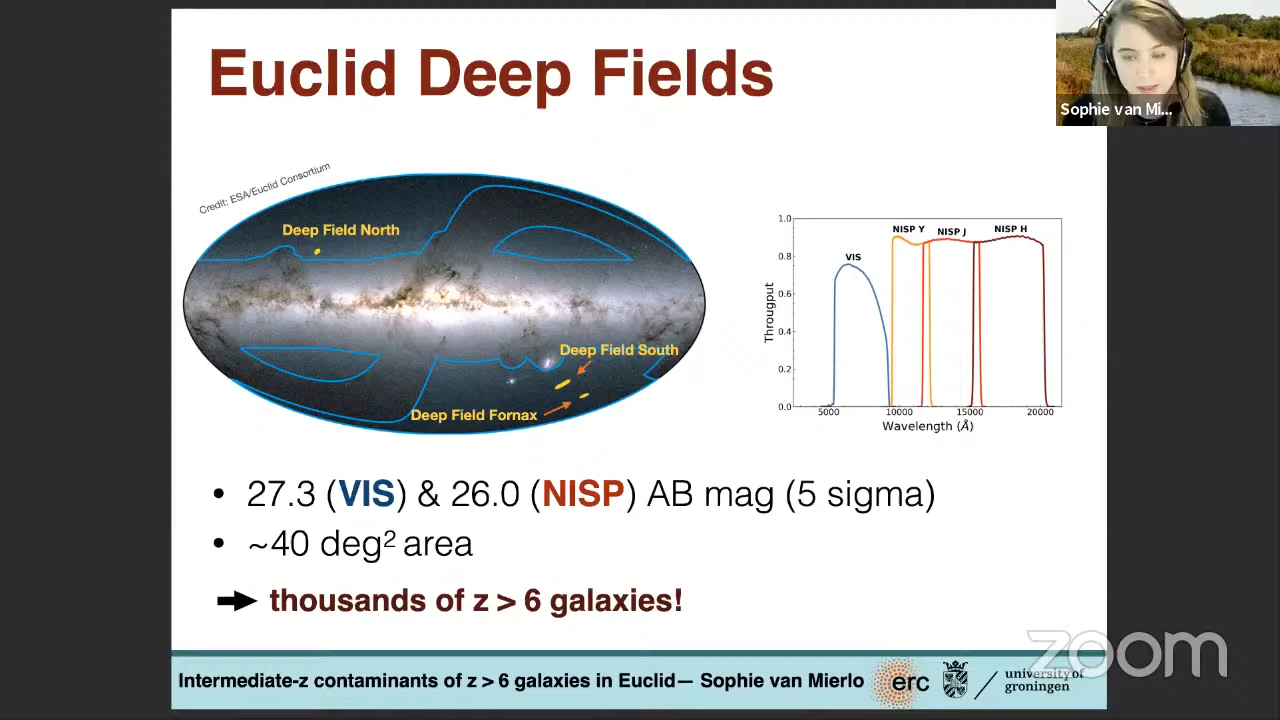 Euclid Deep Fields
Sophie van Mi...
Credit: ESA/Euclid Consortium
Deep Field North
Deep Field South
Deep Field Fornax
NISP Y
NISP J
NISP H
VIS
1.0
0.8
0.6
0.4
0.2
0.0
Througput
5000
10000
15000
20000
Wavelength (Å)
• 27.3 (VIS) & 26.0 (NISP) AB mag (5 sigma)
• ~40 deg² area
thousands of z > 6 galaxies!
zoom
Intermediate-z contaminants of z > 6 galaxies in Euclid— Sophie van Mierlo
erc
university of
groningen